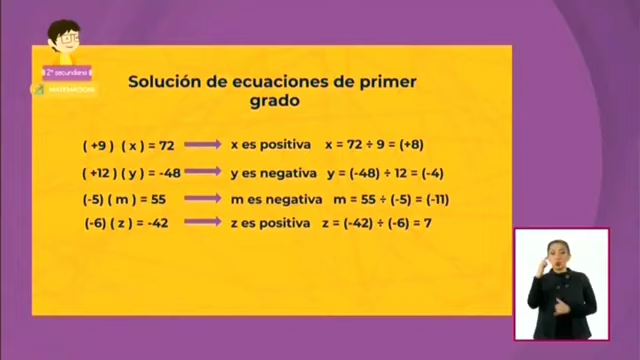 2° secundaria
MATEMÁTICAS
Solución de ecuaciones de primer
grado
( +9 ) ( x ) = 72 x es positiva x = 72 ÷ 9 = (+8)
( +12 ) ( y ) = -48 y es negativa y = (-48) ÷ 12 = (-4)
(-5) ( m ) = 55 m es negativa m = 55 ÷ (-5) = (-11)
(-6) ( z ) = -42 z es positiva z = (-42) ÷ (-6) = 7